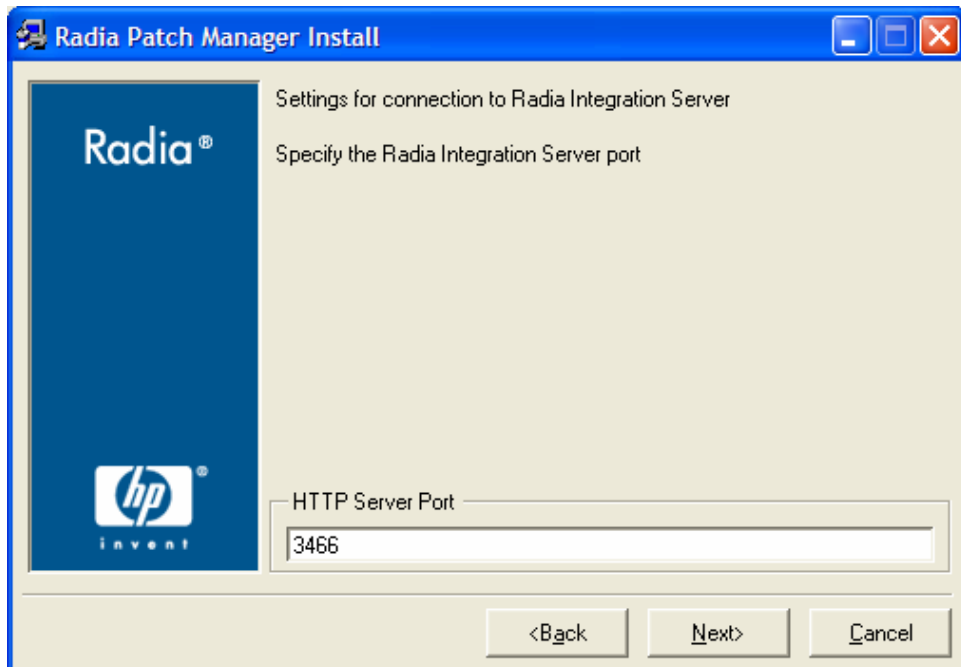 Radia Patch Manager Install
Radia®
Settings for connection to Radia Integration Server
Specify the Radia Integration Server port
hp®
invent
HTTP Server Port
3466
<Back
Next>
Cancel